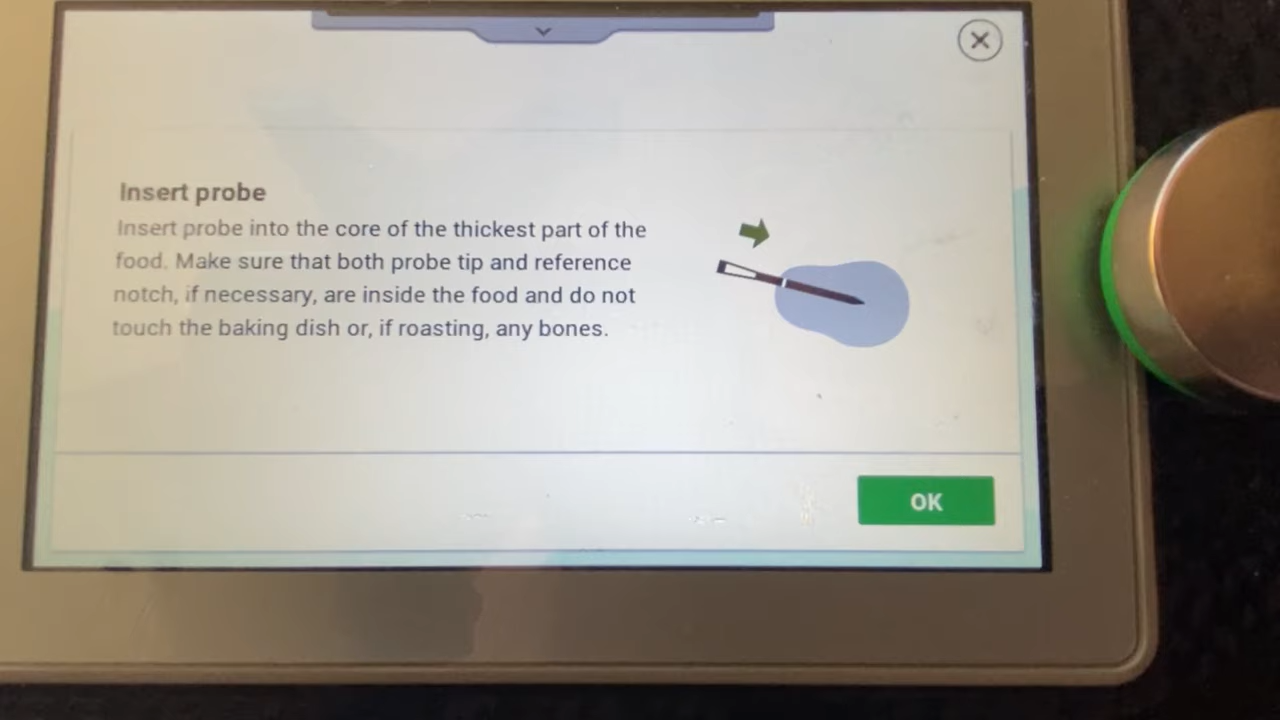 Insert probe
Insert probe into the core of the thickest part of the
food. Make sure that both probe tip and reference
notch, if necessary, are inside the food and do not
touch the baking dish or, if roasting, any bones.
OK